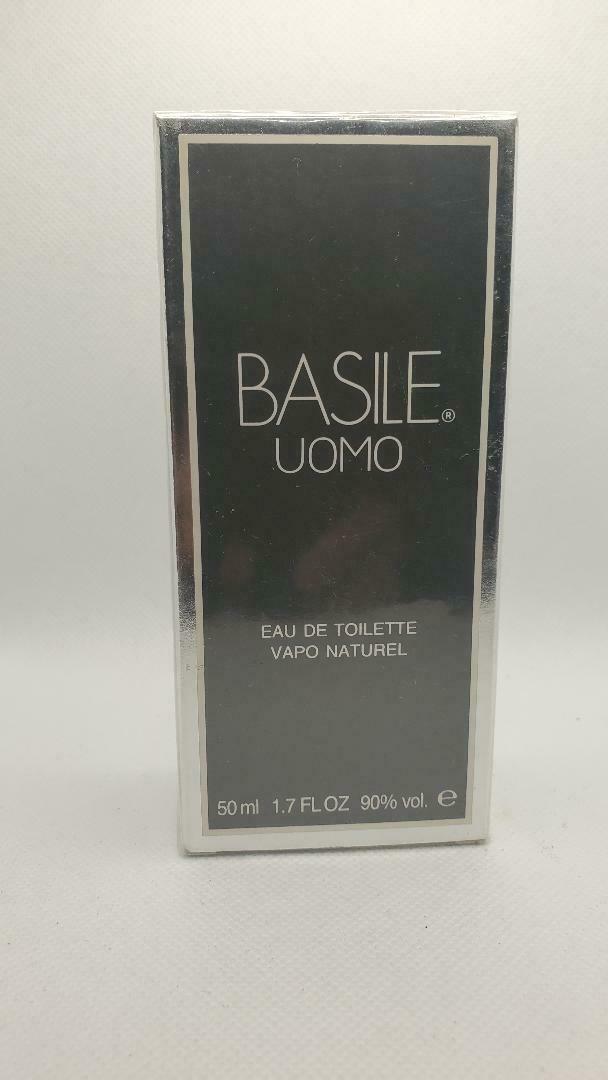 BASILE®
UOMO
EAU DE TOILETTE
VAPO NATUREL
50 ml 1.7 FL OZ 90% vol. ℮